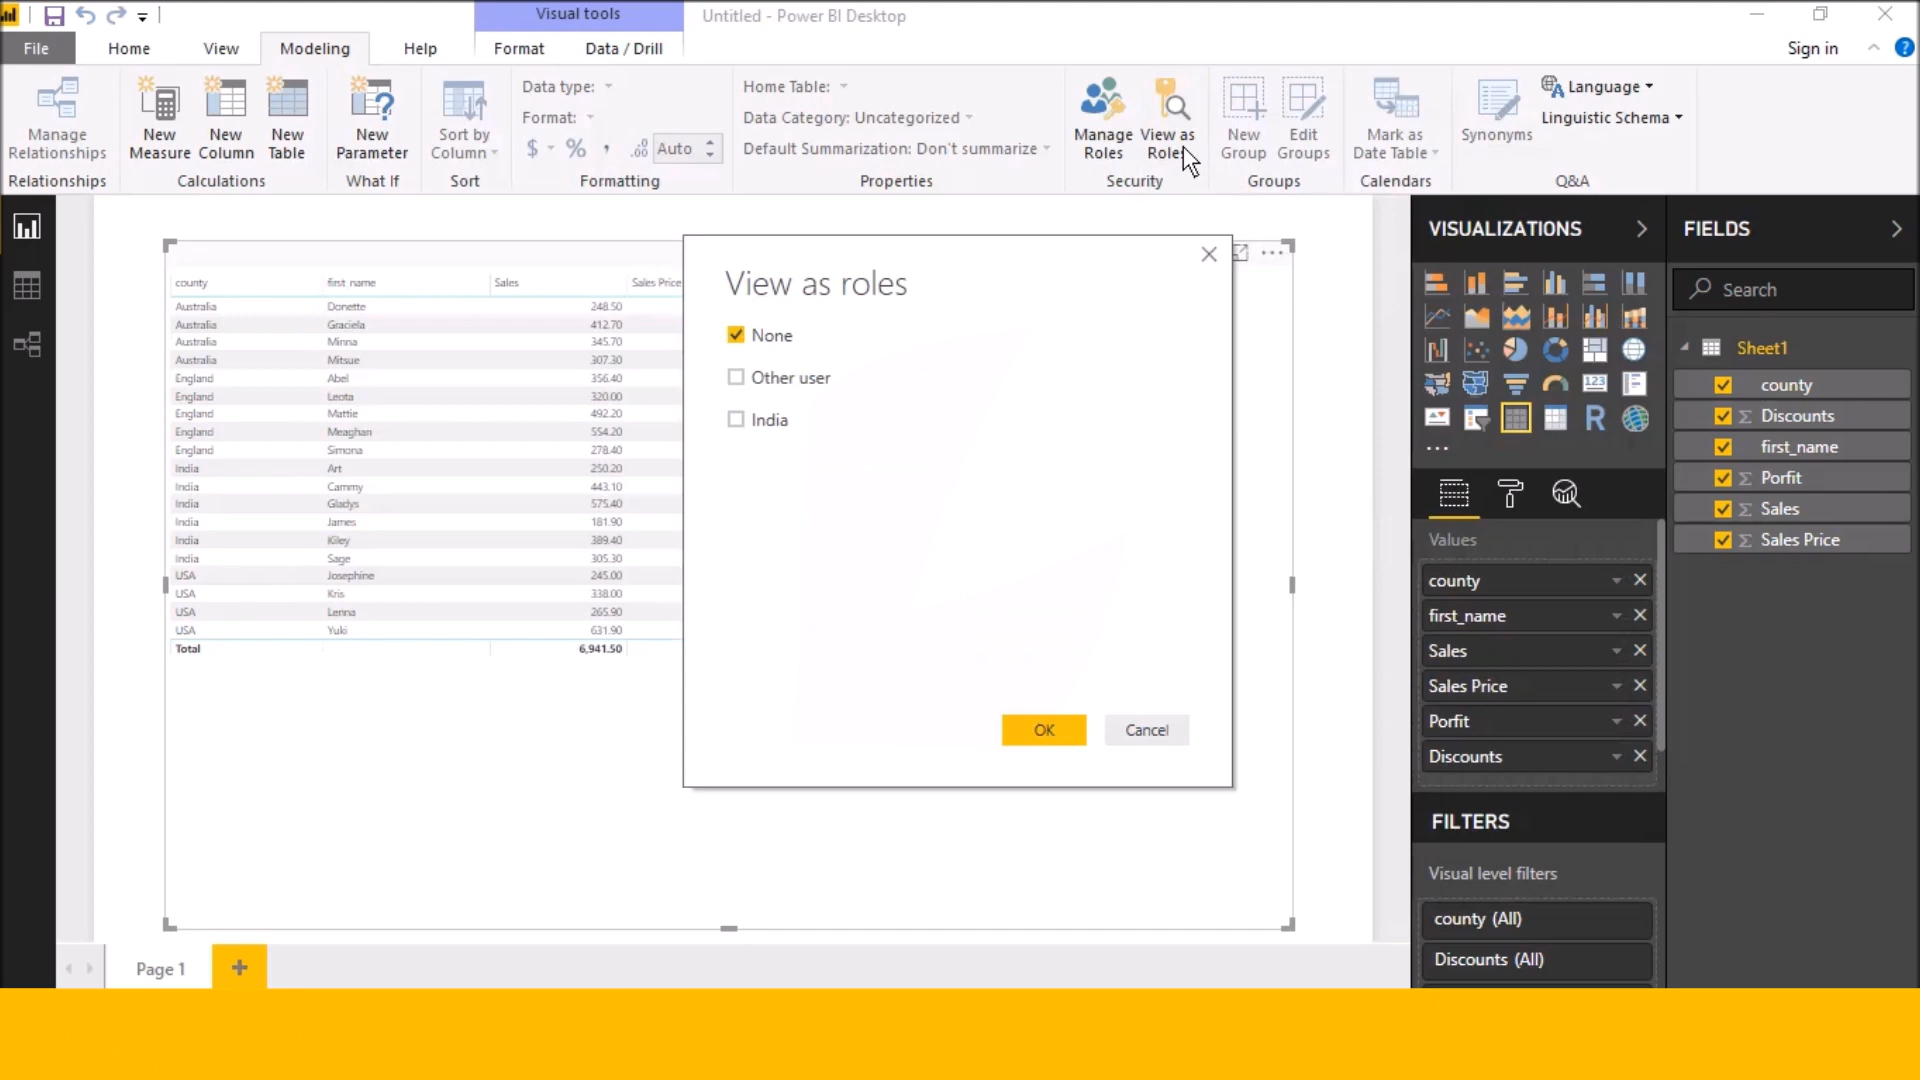 Visual tools
Untitled - Power BI Desktop
File
Home
View
Modeling
Help
Format
Data / Drill
Sign in
?
Manage Relationships
New Measure
New Column
New Table
New Parameter
Sort by Column
Data type:
Format:
$ % , .00 Auto
Home Table:
Data Category: Uncategorized
Default Summarization: Don't summarize
Manage Roles
View as Roles
New Group
Edit Groups
Mark as Date Table
Synonyms
Language
Linguistic Schema
Relationships
Calculations
What If
Sort
Formatting
Properties
Security
Groups
Calendars
Q&A
county first_name Sales Sales Price
Australia Donette 248.50
Australia Graciela 412.70
Australia Minna 345.70
Australia Mitsue 307.30
England Abel 356.40
England Leota 320.00
England Mattie 492.20
England Meaghan 554.20
England Simona 278.40
India Art 250.20
India Cammy 443.10
India Gladys 575.40
India James 181.90
India Kiley 389.40
India Sage 305.30
USA Josephine 245.00
USA Kris 338.00
USA Lenna 265.90
USA Yuki 631.90
Total 6,941.50
View as roles
None
Other user
India
OK
Cancel
VISUALIZATIONS
123
R
Values
county
first_name
Sales
Sales Price
Porfit
Discounts
FILTERS
Visual level filters
county (All)
Discounts (All)
FIELDS
Search
Sheet1
county
Σ Discounts
first_name
Σ Porfit
Σ Sales
Σ Sales Price
Page 1
+